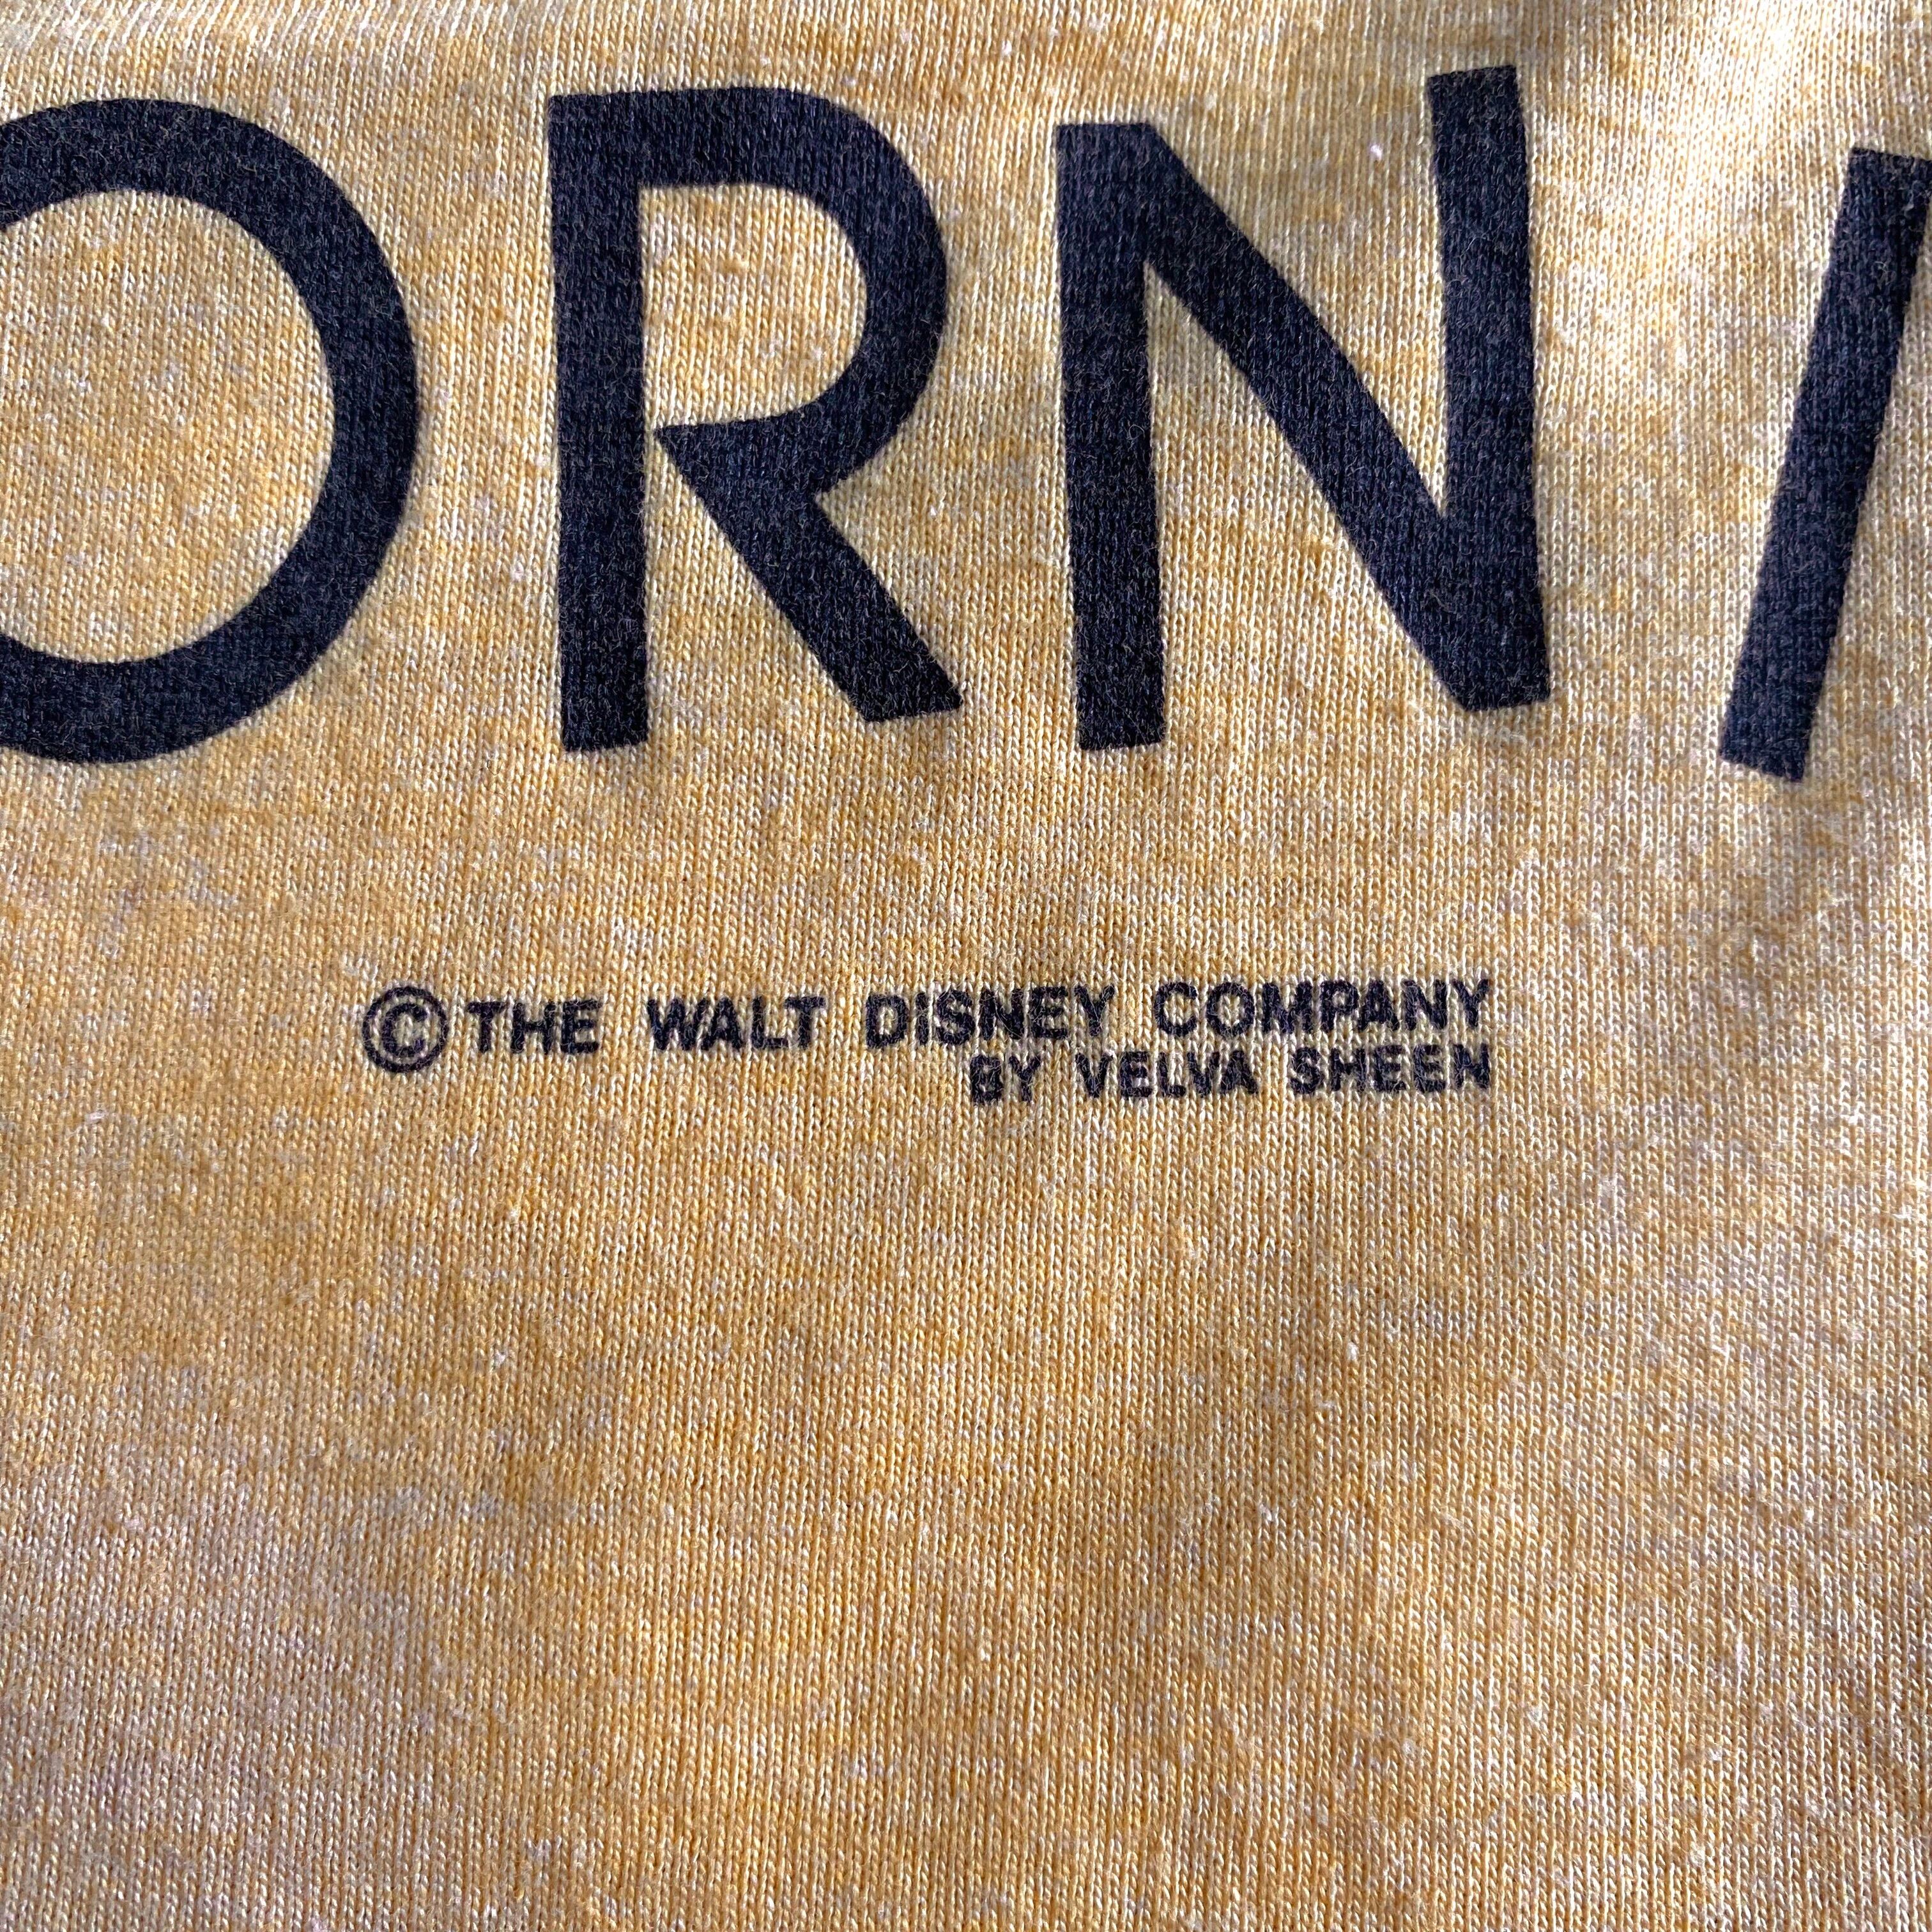 ORNI
©THE WALT DISNEY COMPANY
BY VELVA SHEEN